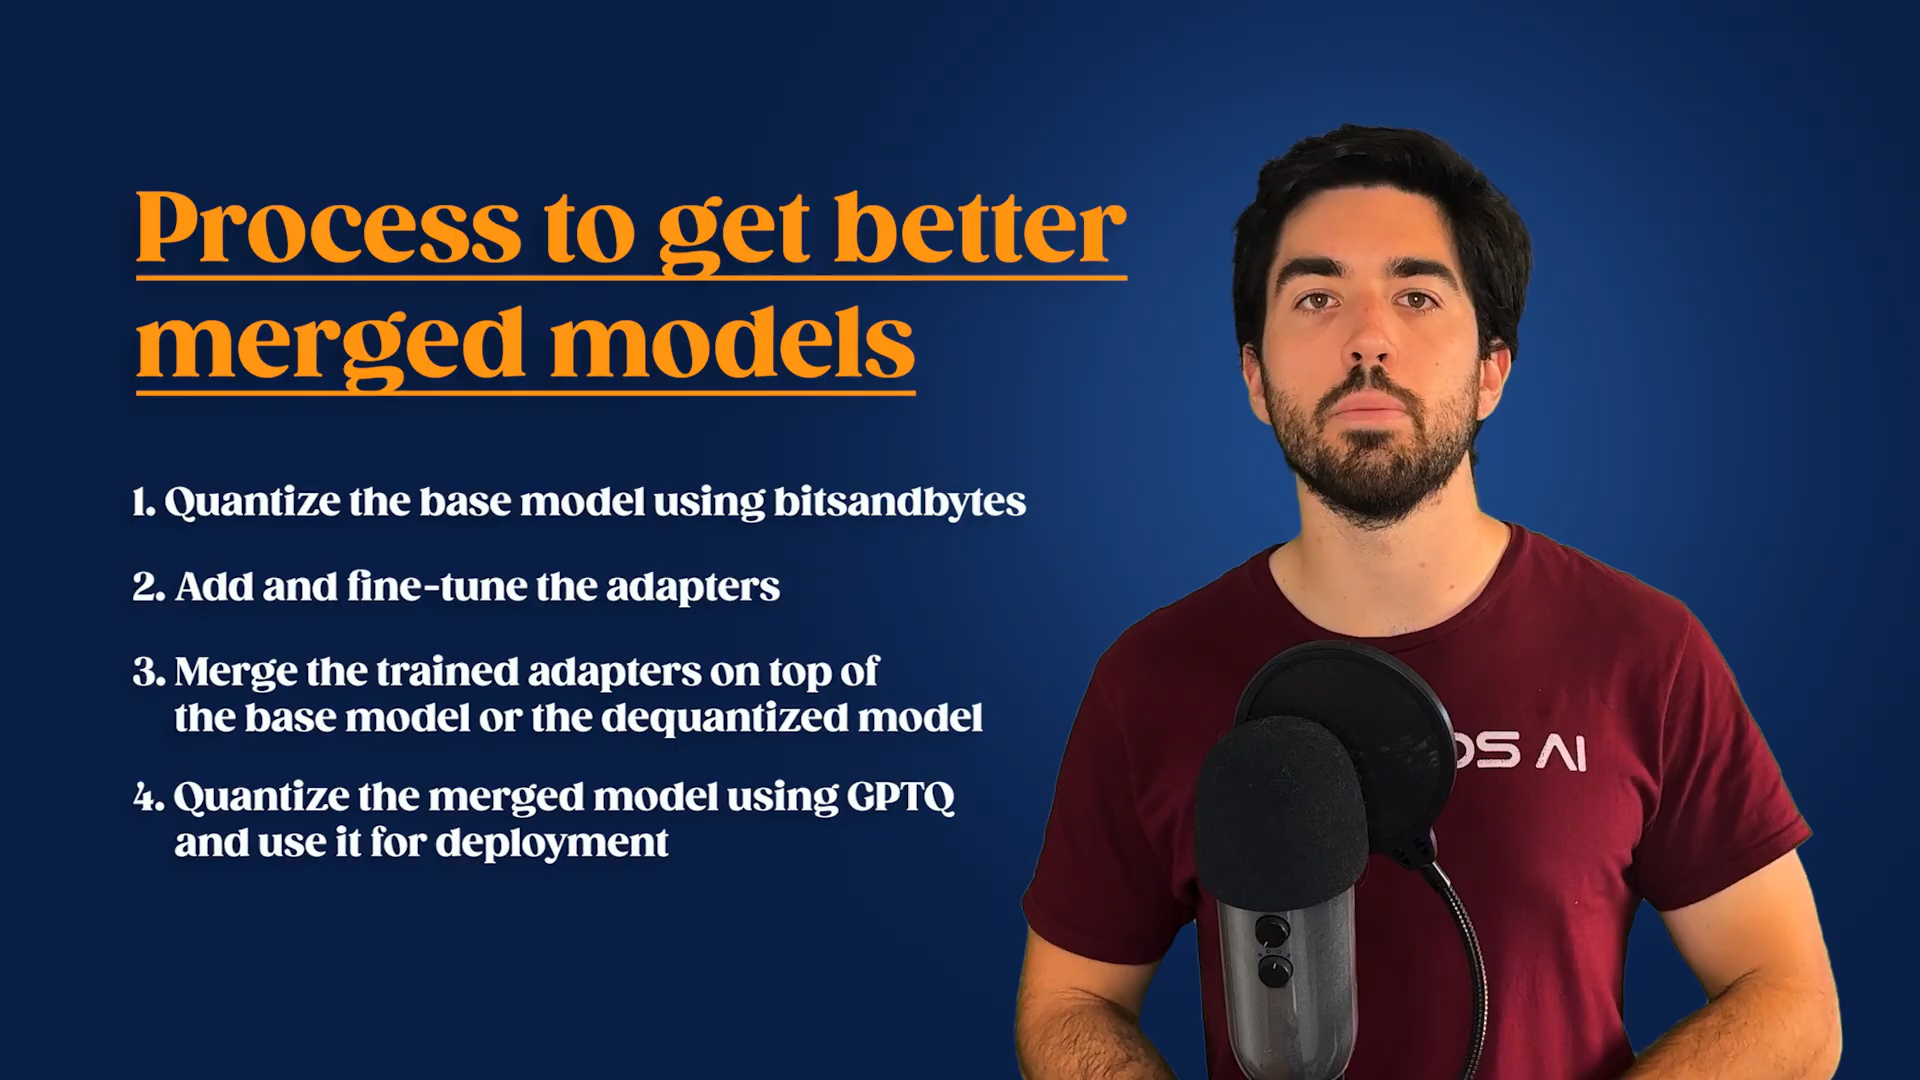 Process to get better
merged models
1. Quantize the base model using bitsandbytes
2. Add and fine-tune the adapters
3. Merge the trained adapters on top of
the base model or the dequantized model
4. Quantize the merged model using GPTQ
and use it for deployment
OS AI